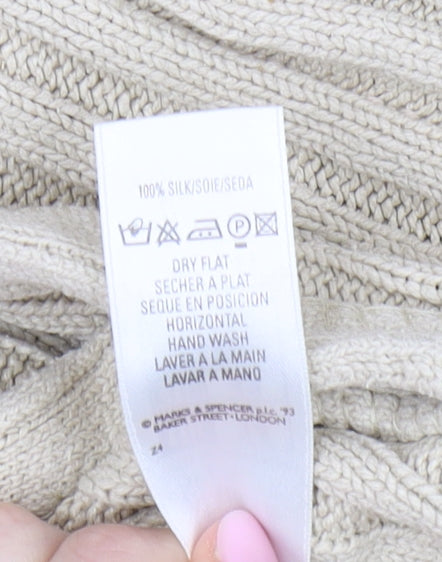 100% SILK/SOIE/SEDA
P
DRY FLAT
SECHER A PLAT
SEQUE EN POSICION
HORIZONTAL
HAND WASH
LAVER A LA MAIN
LAVAR A MANO
© MARKS & SPENCER p.l.c. '93
BAKER STREET · LONDON
Z4